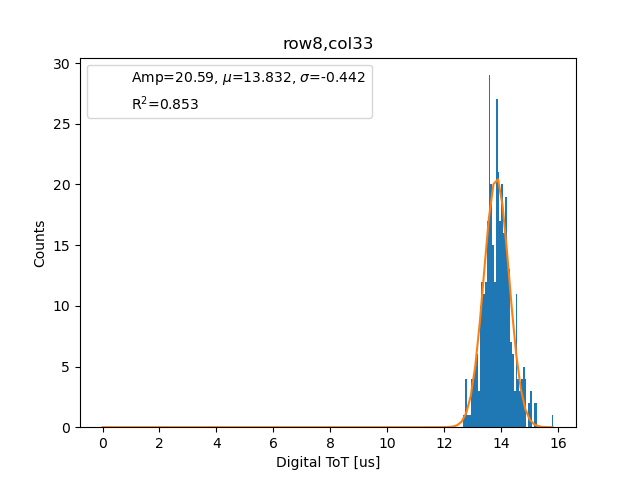 row8,col33
Amp=20.59, μ=13.832, σ=-0.442
R²=0.853
30
25
20
15
10
5
0
Counts
0 2 4 6 8 10 12 14 16
Digital ToT [us]